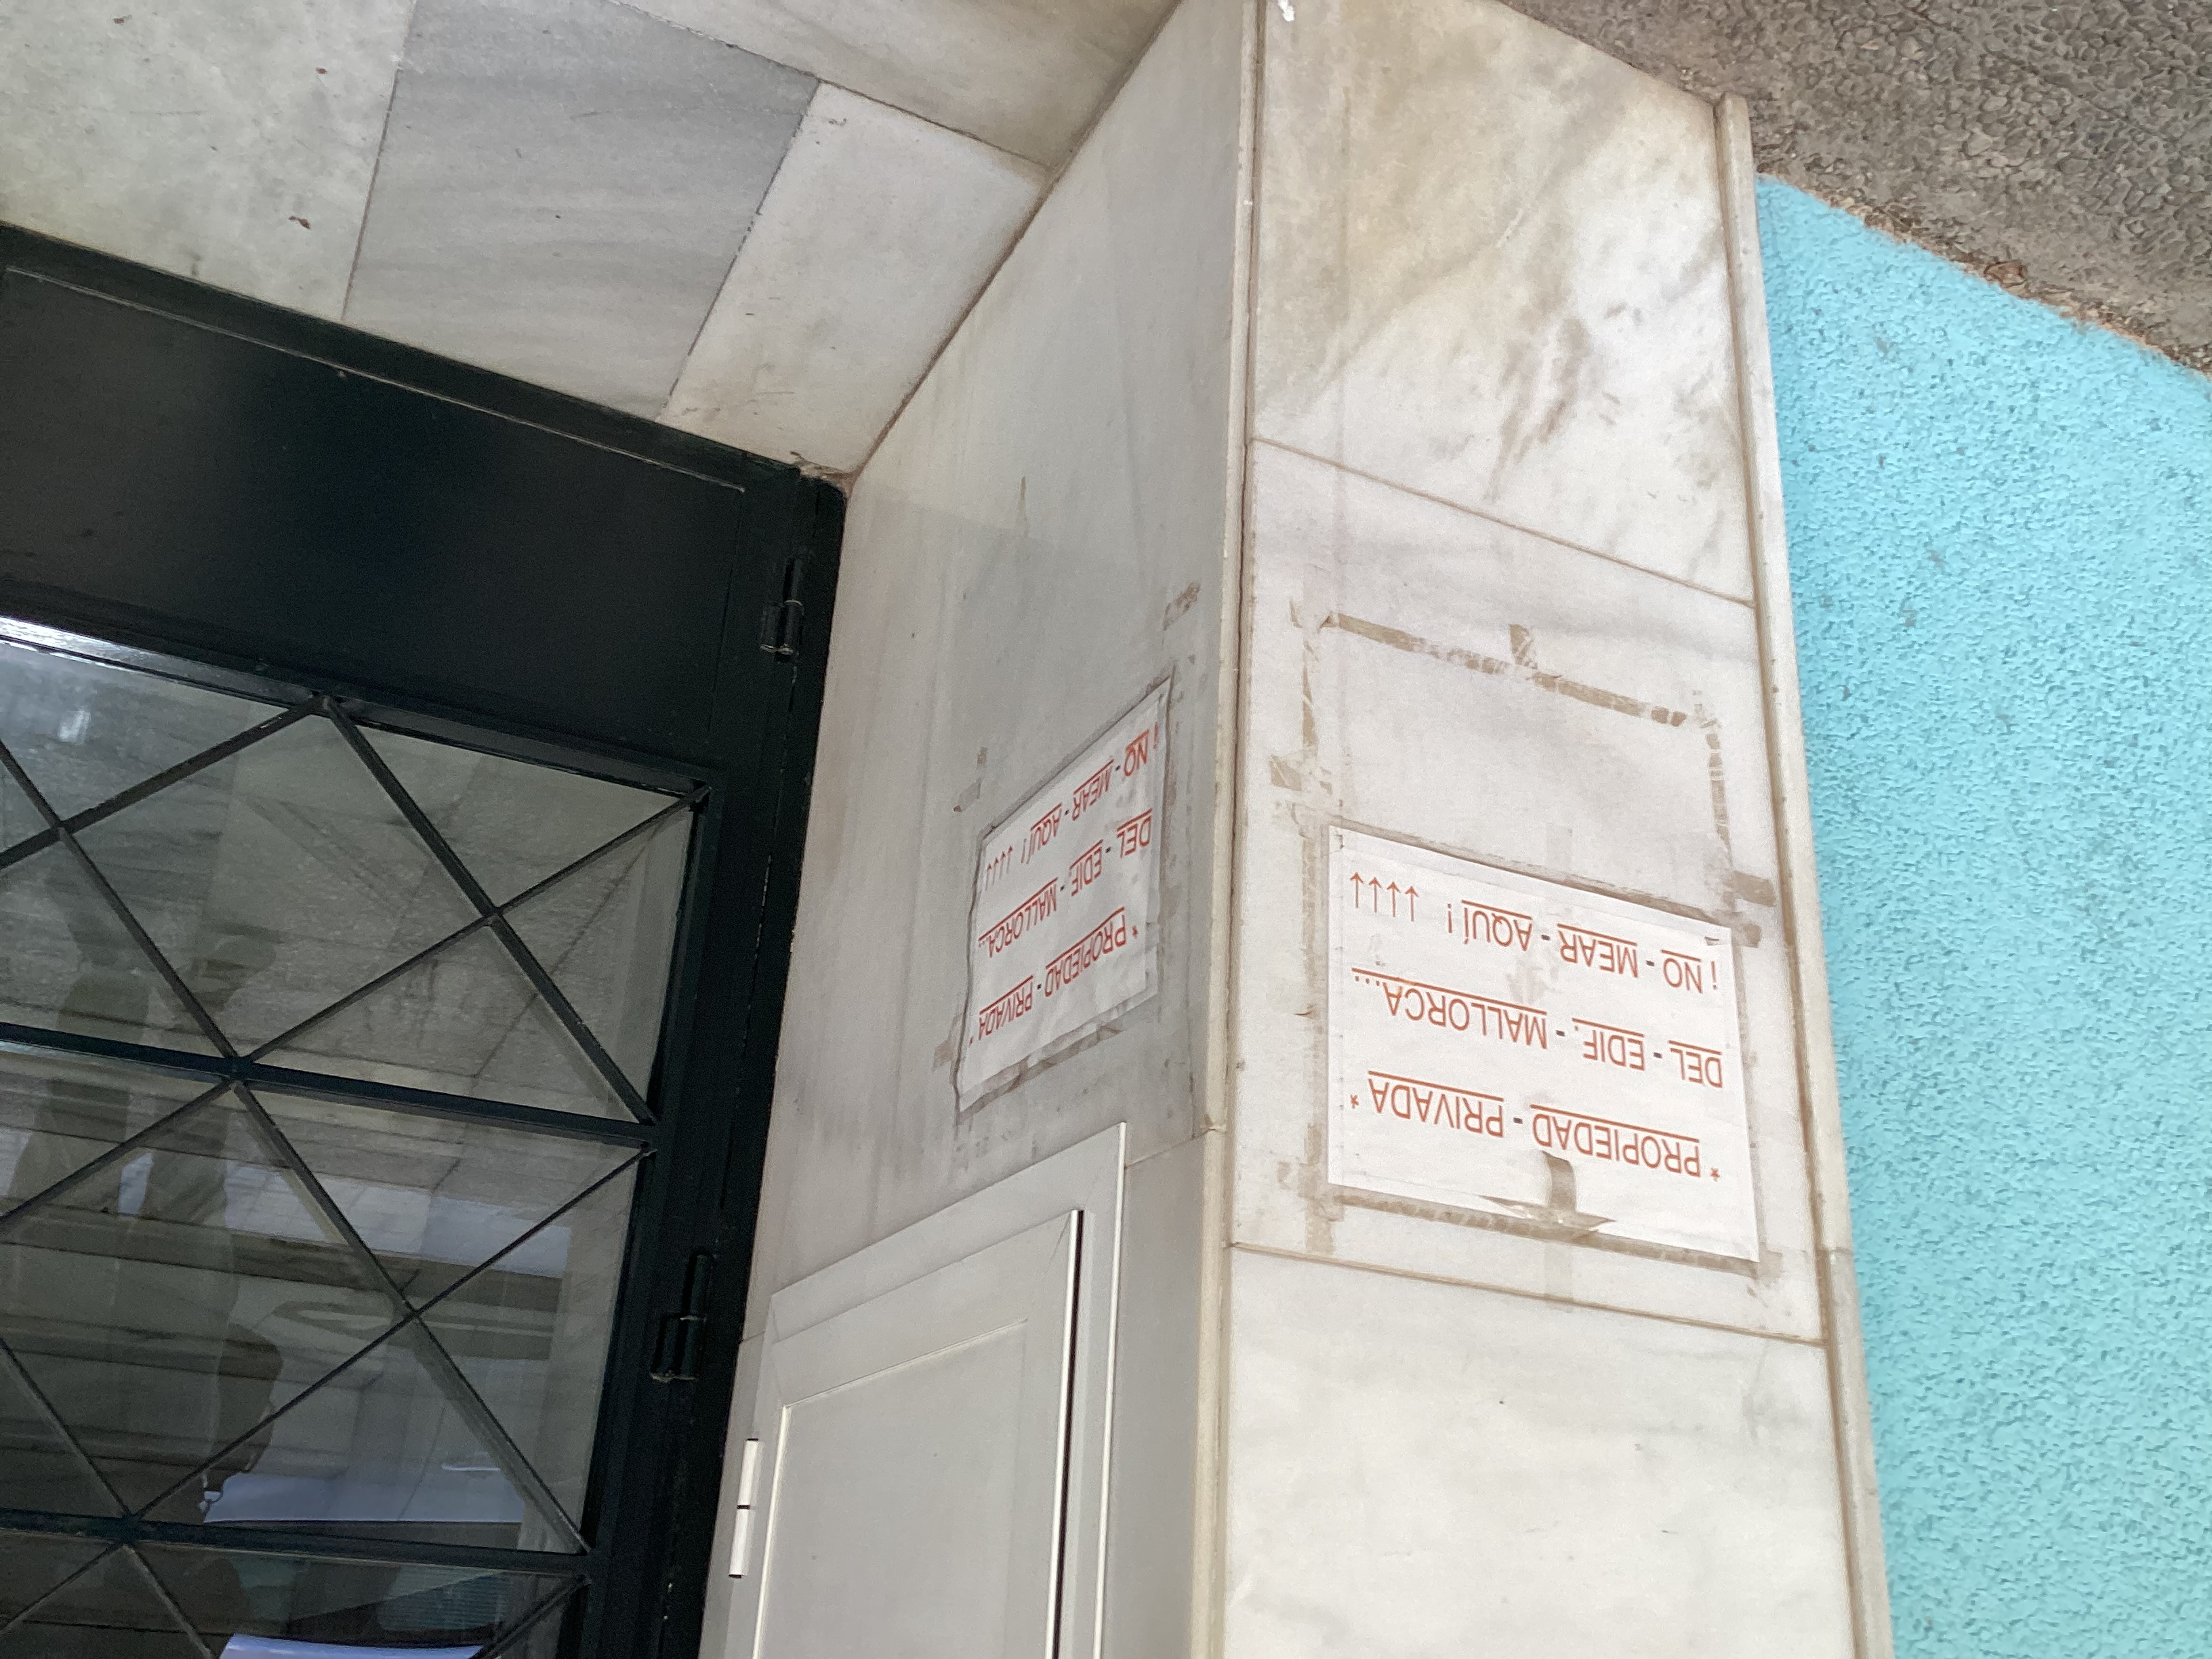 * PROPIEDAD - PRIVADA *
DEL - EDIF. - MALLORCA...
¡ NO - MEAR - AQUÍ ! ↓↓↓↓
* PROPIEDAD - PRIVADA *
DEL - EDIF. - MALLORCA...
¡ NO - MEAR - AQUÍ ! ↓↓↓↓